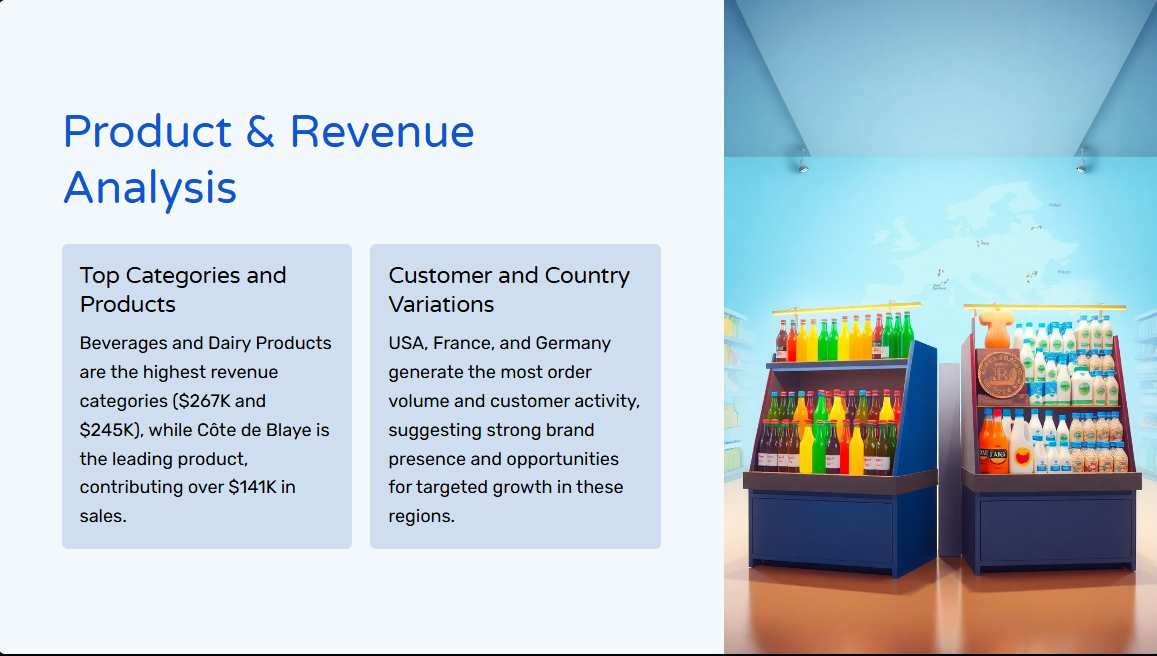 Product & Revenue
Analysis
Top Categories and
Products
Beverages and Dairy Products
are the highest revenue
categories ($267K and
$245K), while Côte de Blaye is
the leading product,
contributing over $141K in
sales.
Customer and Country
Variations
USA, France, and Germany
generate the most order
volume and customer activity,
suggesting strong brand
presence and opportunities
for targeted growth in these
regions.